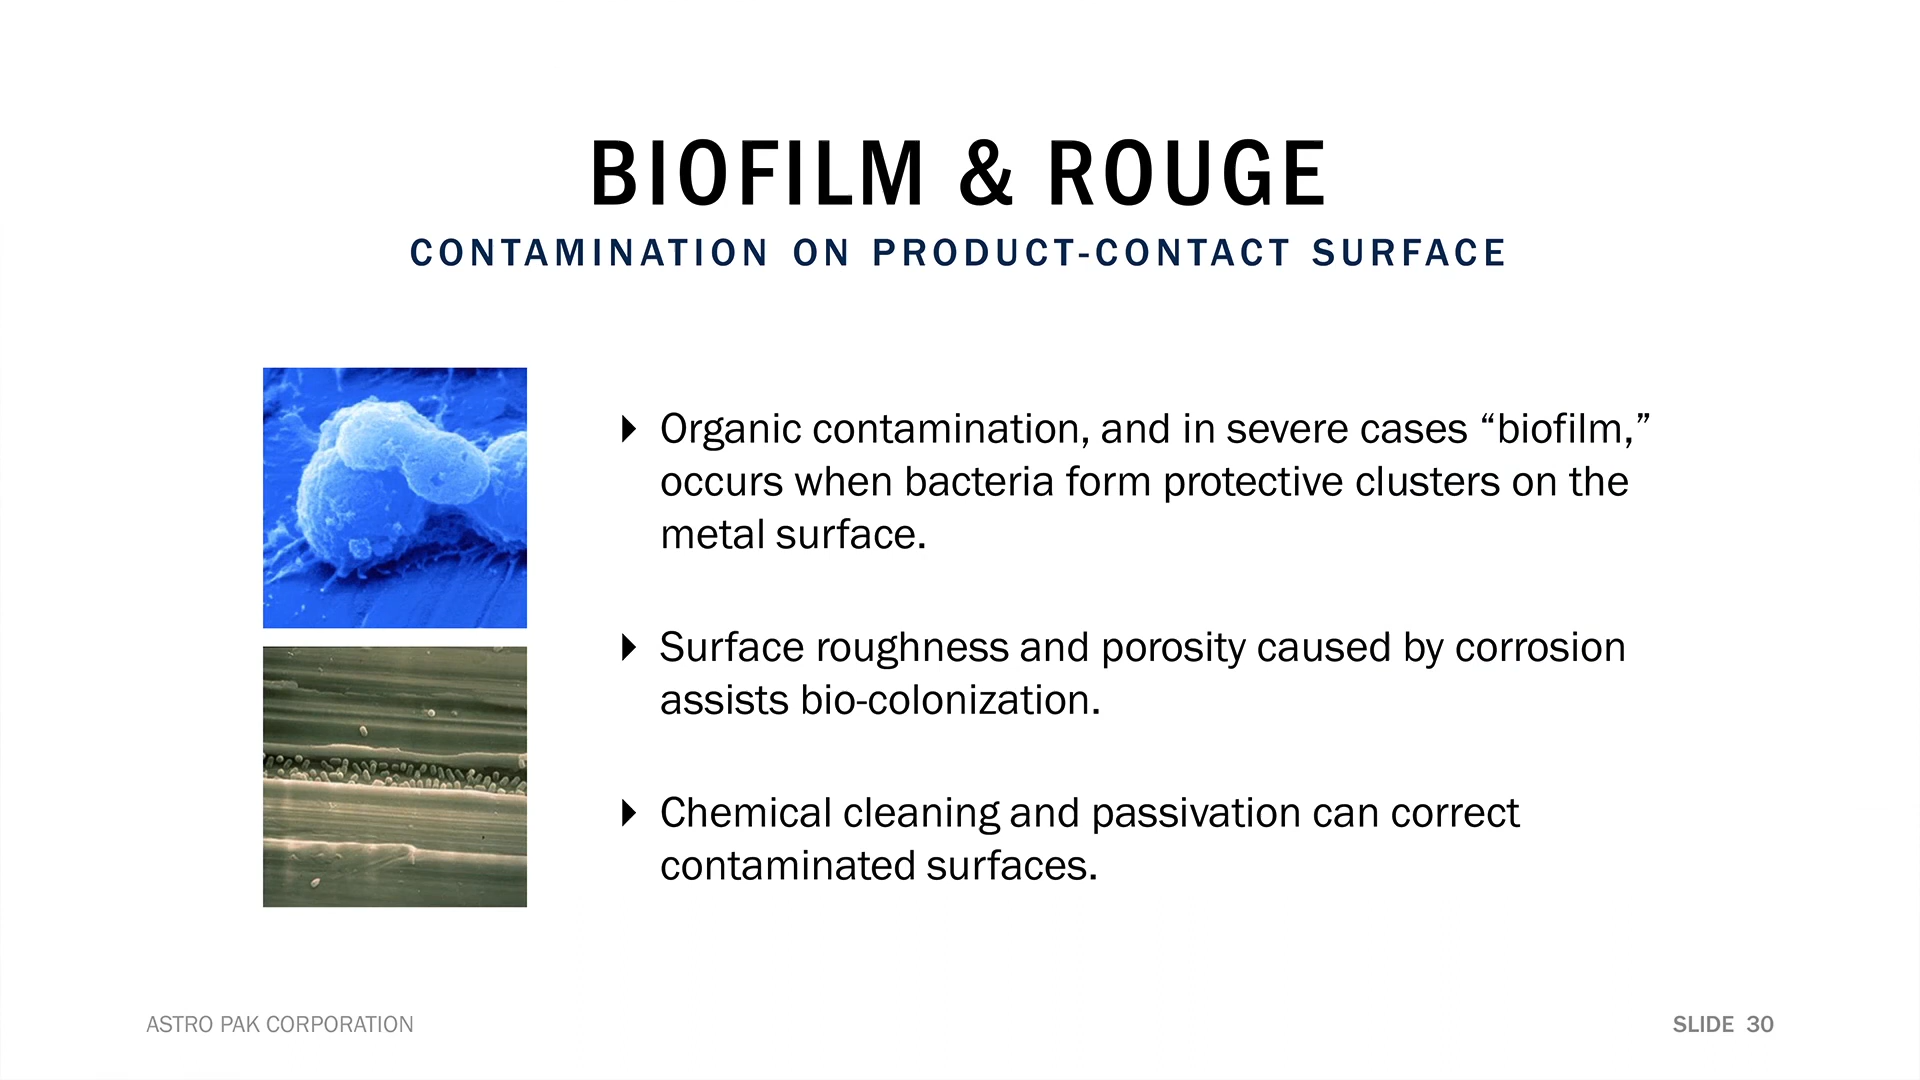 BIOFILM & ROUGE
CONTAMINATION ON PRODUCT-CONTACT SURFACE
Organic contamination, and in severe cases “biofilm,”
occurs when bacteria form protective clusters on the
metal surface.
Surface roughness and porosity caused by corrosion
assists bio-colonization.
Chemical cleaning and passivation can correct
contaminated surfaces.
ASTRO PAK CORPORATION
SLIDE 30